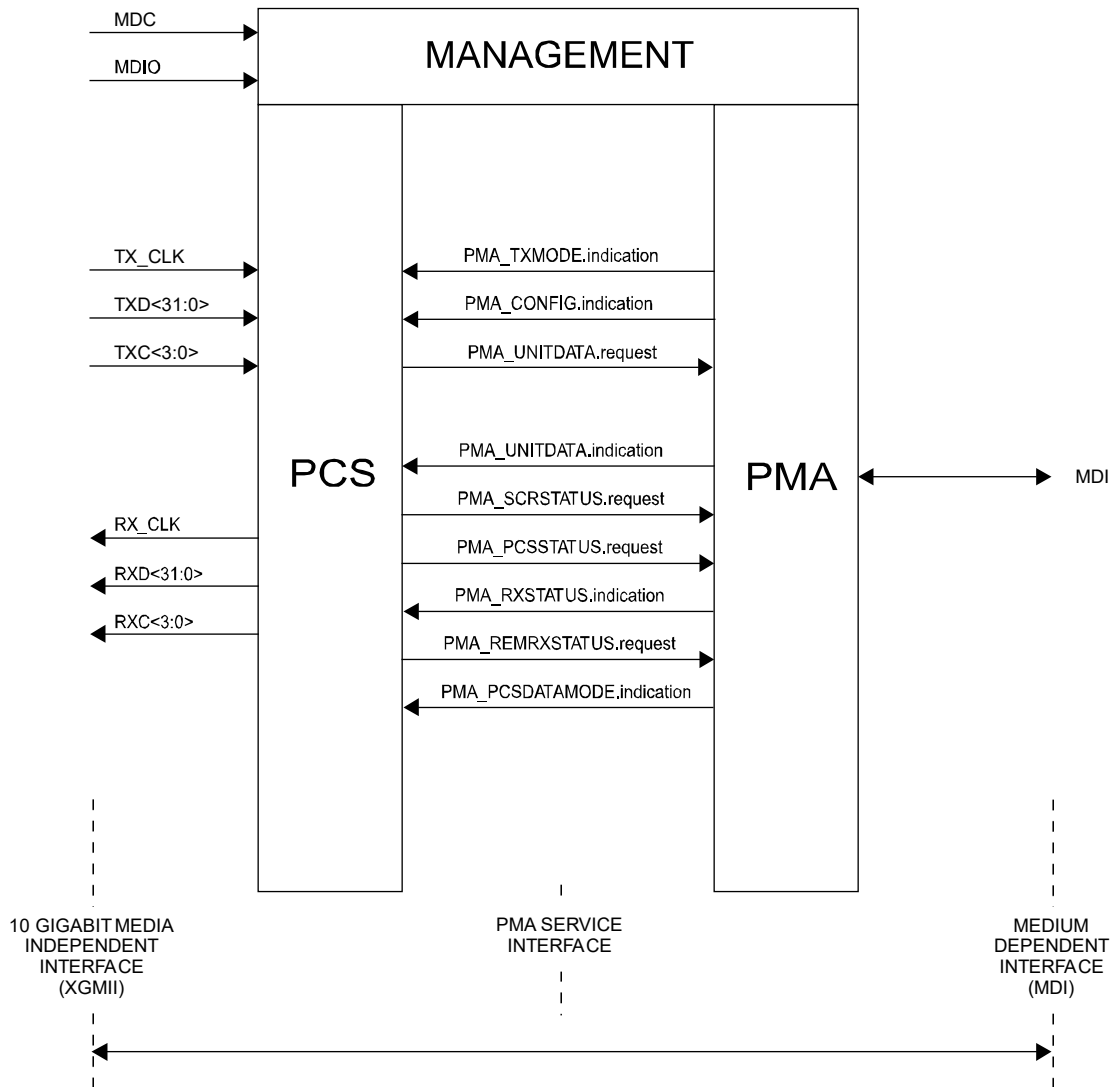 MDC
MANAGEMENT
MDIO
TX_CLK
PMA_TXMODE.indication
TXD<31:0>
PMA_CONFIG.indication
TXC<3:0>
PMA_UNITDATA.request
PMA_UNITDATA.indication
PCS
PMA
MDI
PMA_SCRSTATUS.request
RX_CLK
PMA_PCSSTATUS.request
RXD<31:0>
PMA_RXSTATUS.indication
RXC<3:0>
PMA_REMRXSTATUS.request
PMA_PCSDATAMODE.indication
10 GIGABIT MEDIA
INDEPENDENT
INTERFACE
(XGMII)
PMA SERVICE
INTERFACE
MEDIUM
DEPENDENT
INTERFACE
(MDI)